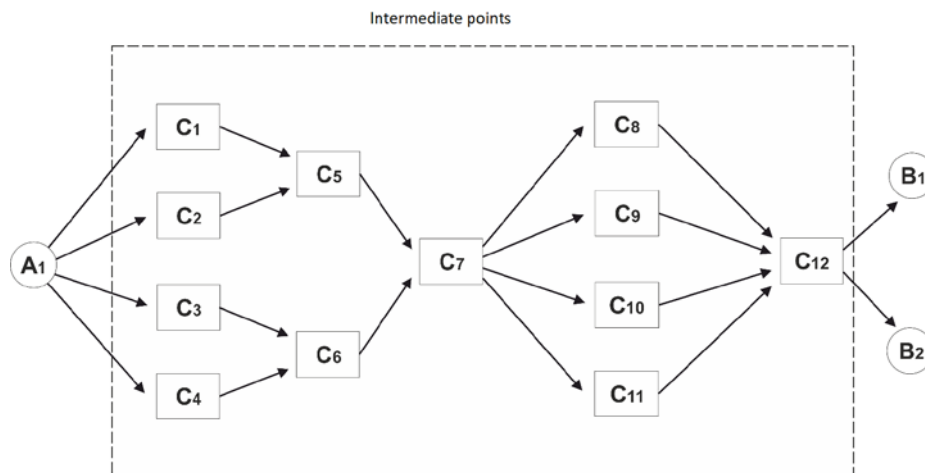 Intermediate points
C1
C8
B1
C5
C2
C9
A1
C7
C12
C3
C10
B2
C6
C4
C11